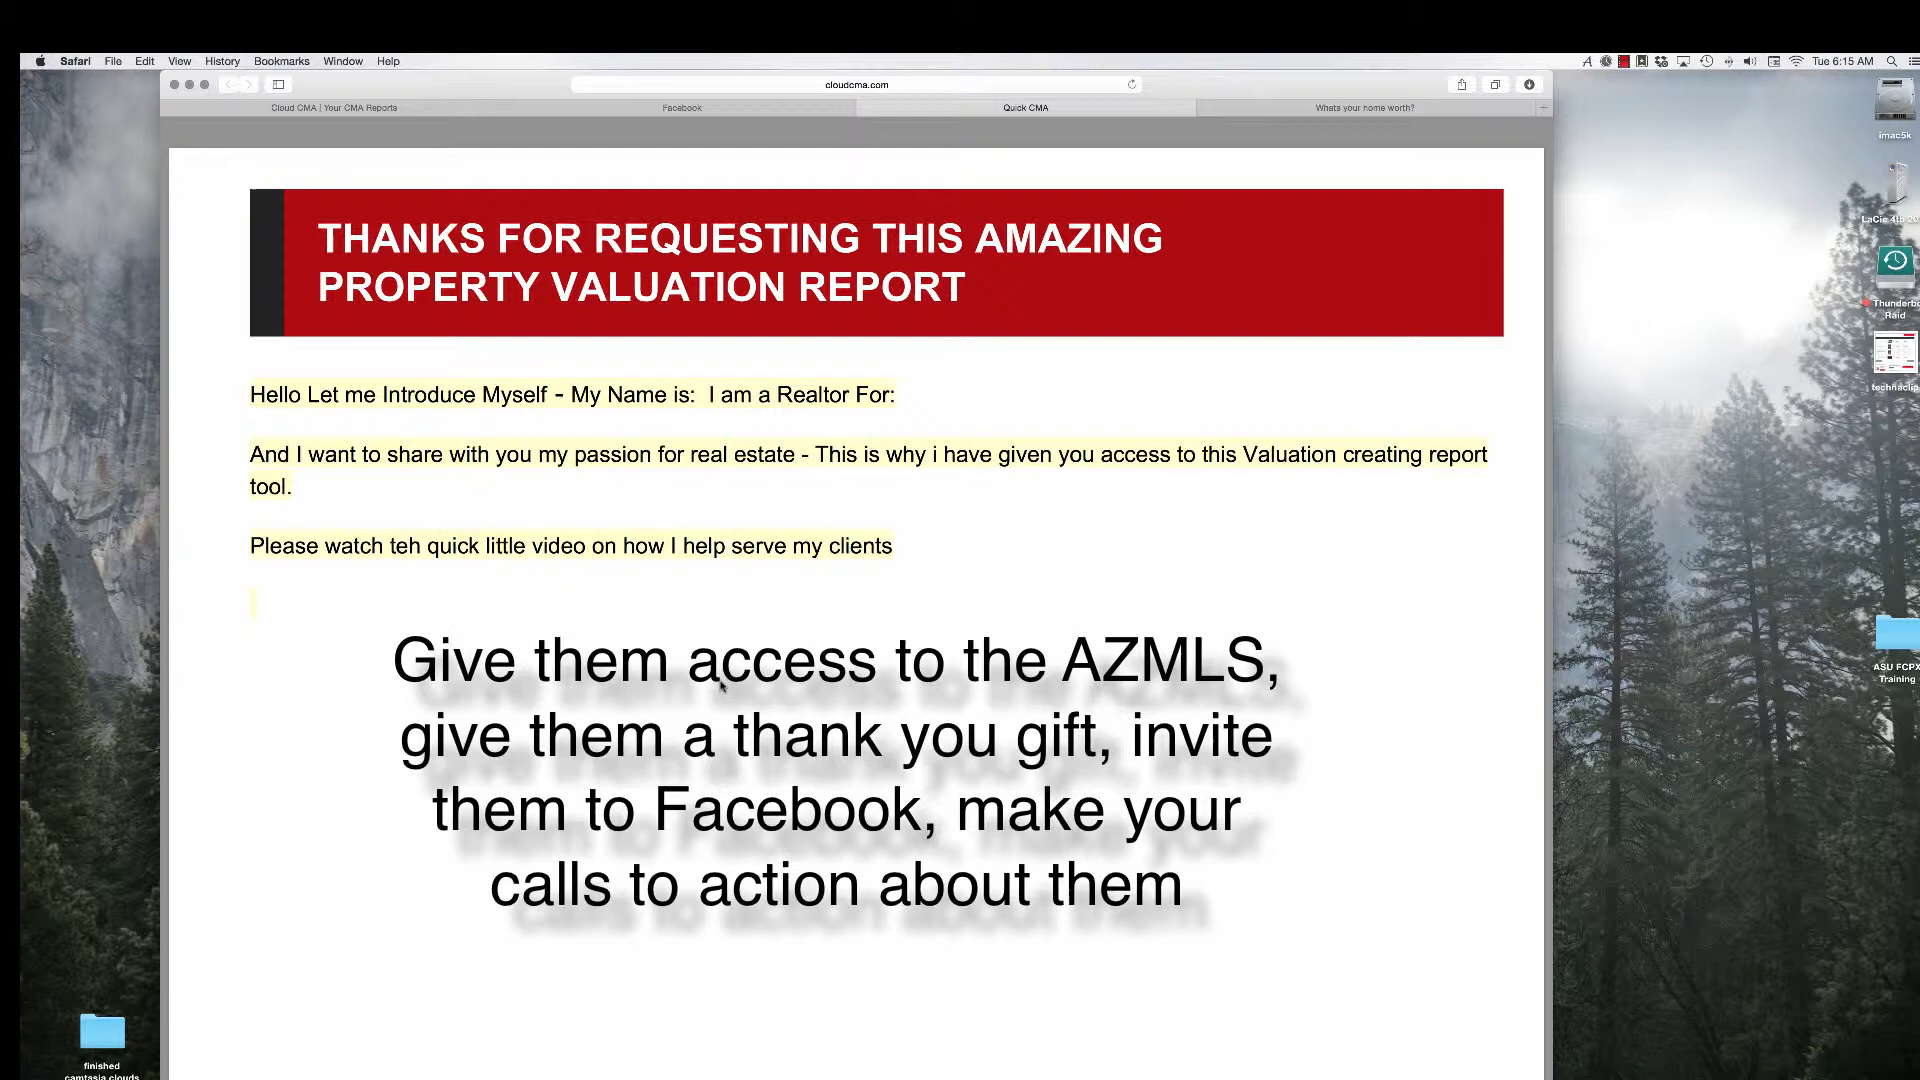 Safari File Edit View History Bookmarks Window Help
Tue 6:15 AM
cloudcma.com
Cloud CMA | Your CMA Reports
Facebook
Quick CMA
Whats your home worth?
THANKS FOR REQUESTING THIS AMAZING
PROPERTY VALUATION REPORT
Hello Let me Introduce Myself - My Name is: I am a Realtor For:
And I want to share with you my passion for real estate - This is why i have given you access to this Valuation creating report
tool.
Please watch teh quick little video on how I help serve my clients
Give them access to the AZMLS,
give them a thank you gift, invite
them to Facebook, make your
calls to action about them
imac5k
LaCie 4th 20
Thunderbo
Raid
technaclip
ASU FCPX
Training
finished
camtasia clouds